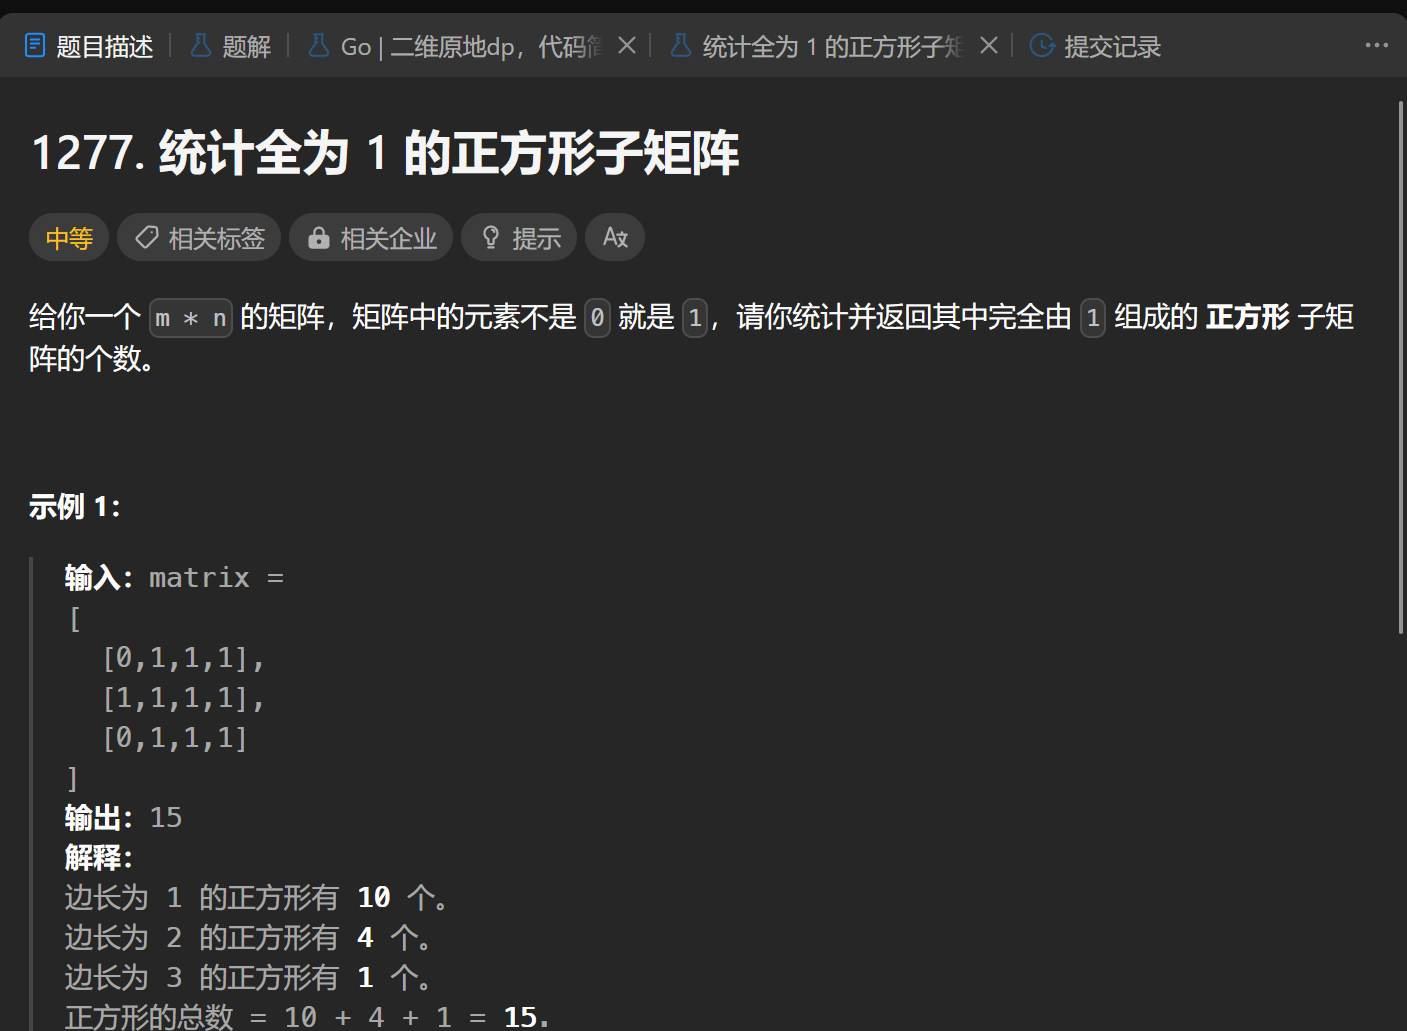 题目描述 | 题解 | Go | 二维原地dp，代码简 | 统计全为 1 的正方形子矩 | 提交记录
1277. 统计全为 1 的正方形子矩阵
中等 相关标签 相关企业 提示
给你一个 m * n 的矩阵，矩阵中的元素不是 0 就是 1，请你统计并返回其中完全由 1 组成的 正方形 子矩
阵的个数。
示例 1：
输入：matrix =
[
[0,1,1,1],
[1,1,1,1],
[0,1,1,1]
]
输出：15
解释：
边长为 1 的正方形有 10 个。
边长为 2 的正方形有 4 个。
边长为 3 的正方形有 1 个。
正方形的总数 = 10 + 4 + 1 = 15.